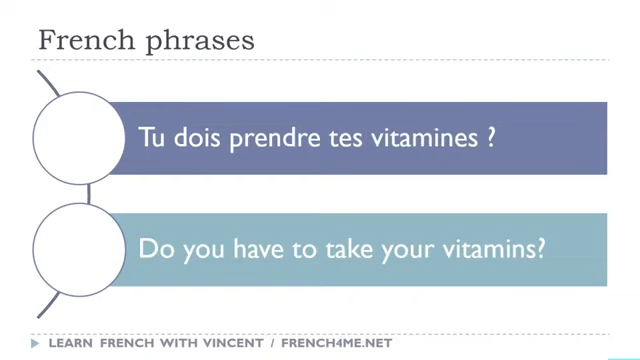 French phrases
Tu dois prendre tes vitamines ?
Do you have to take your vitamins?
LEARN FRENCH WITH VINCENT / FRENCH4ME.NET